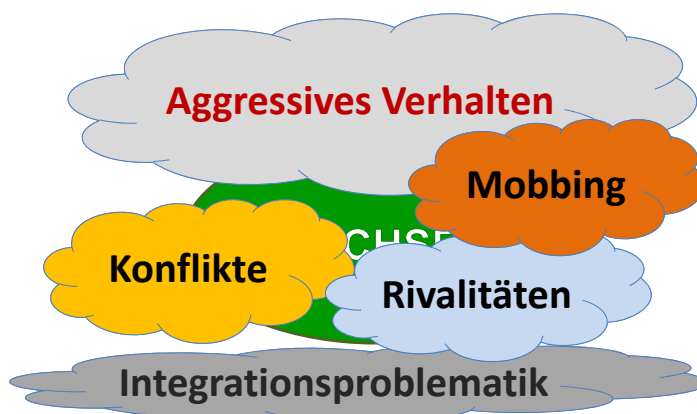 Aggressives Verhalten
Mobbing
Konflikte
Rivalitäten
Integrationsproblematik